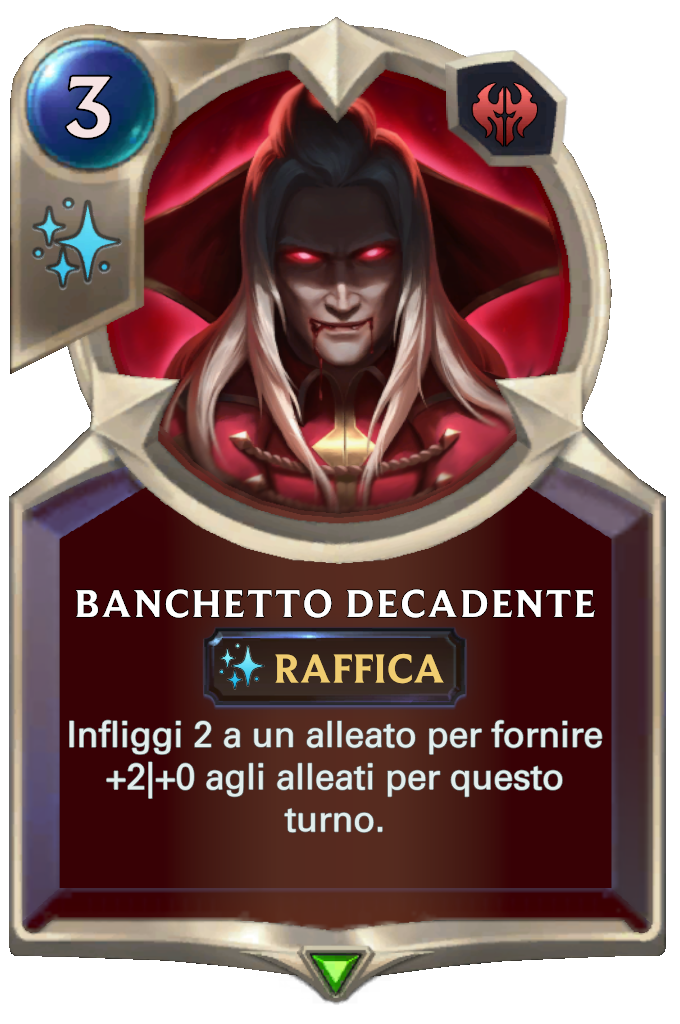 3
BANCHETTO DECADENTE
RAFFICA
Infliggi 2 a un alleato per fornire
+2|+0 agli alleati per questo
turno.